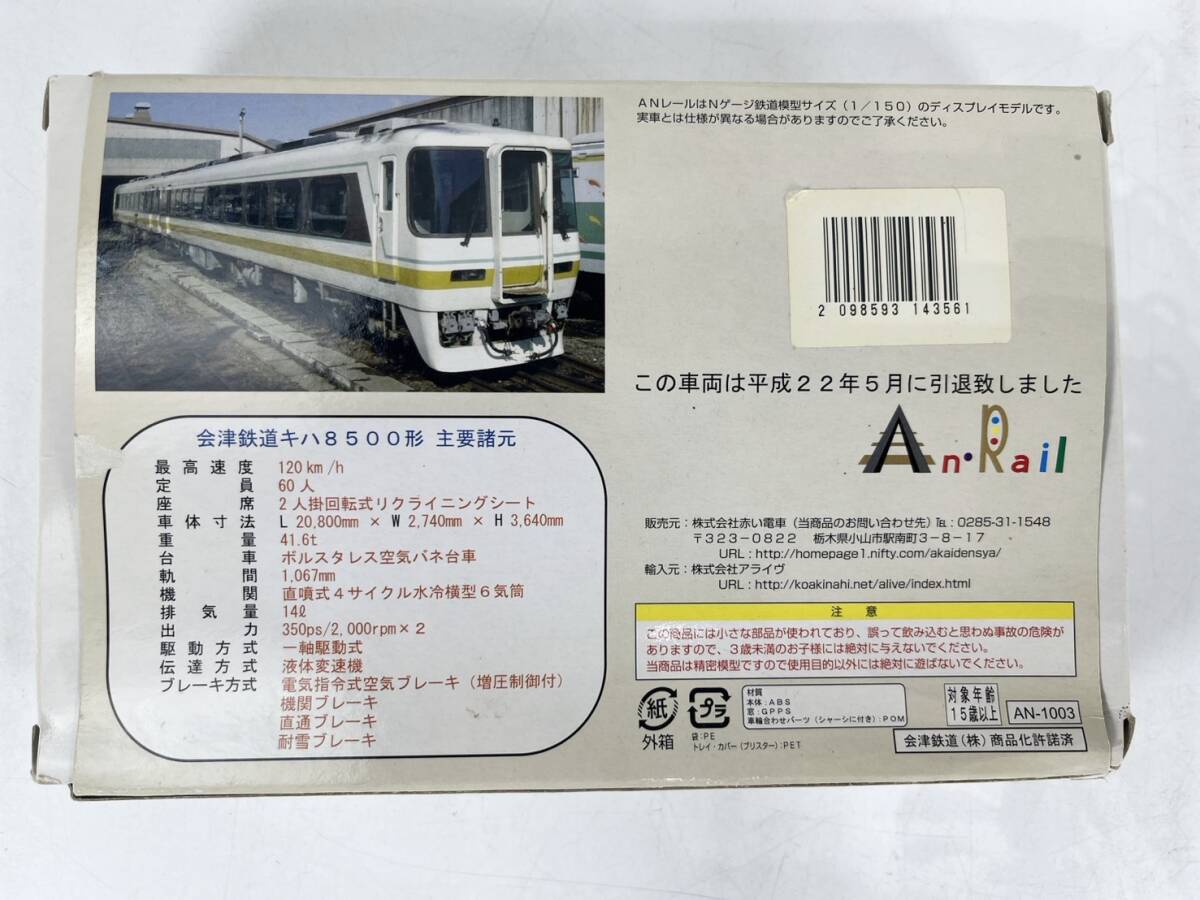 ANレールはNゲージ鉄道模型サイズ（1／150）のディスプレイモデルです。
実車とは仕様が異なる場合がありますのでご了承ください。
2 098593 143561
この車両は平成２２年５月に引退致しました
An・Rail
会津鉄道キハ８５００形 主要諸元
最高速度 120km/h
定員 60人
座席 2人掛回転式リクライニングシート
車体寸法 L 20,800mm × W 2,740mm × H 3,640mm
重量 41.6t
台車 ボルスタレス空気バネ台車
軌間 1,067mm
機関 直噴式４サイクル水冷横型６気筒
排気量 14ℓ
出力 350ps/2,000rpm×２
駆動方式 一軸駆動式
伝達方式 液体変速機
ブレーキ方式 電気指令式空気ブレーキ（増圧制御付）
機関ブレーキ
直通ブレーキ
耐雪ブレーキ
販売元：株式会社赤い電車（当商品のお問い合わせ先）℡：0285-31-1548
〒323-0822 栃木県小山市駅南町3-8-17
URL：http://homepage1.nifty.com/akaidensya/
輸入元：株式会社アライヴ
URL：http://koakinahi.net/alive/index.html
注 意
この商品には小さな部品が使われており、誤って飲み込むと思わぬ事故の危険が
ありますので、３歳未満のお子様には絶対に与えないでください。
当商品は精密模型ですので使用目的以外には絶対に遊ばないでください。
紙
外箱
プラ
袋：PE
トレイ・カバー（ブリスター）：PET
材質
本体：ABS
窓：GPPS
車輪合わせパーツ（シャーシに付き）：POM
対象年齢
15歳以上
AN-1003
会津鉄道（株）商品化許諾済